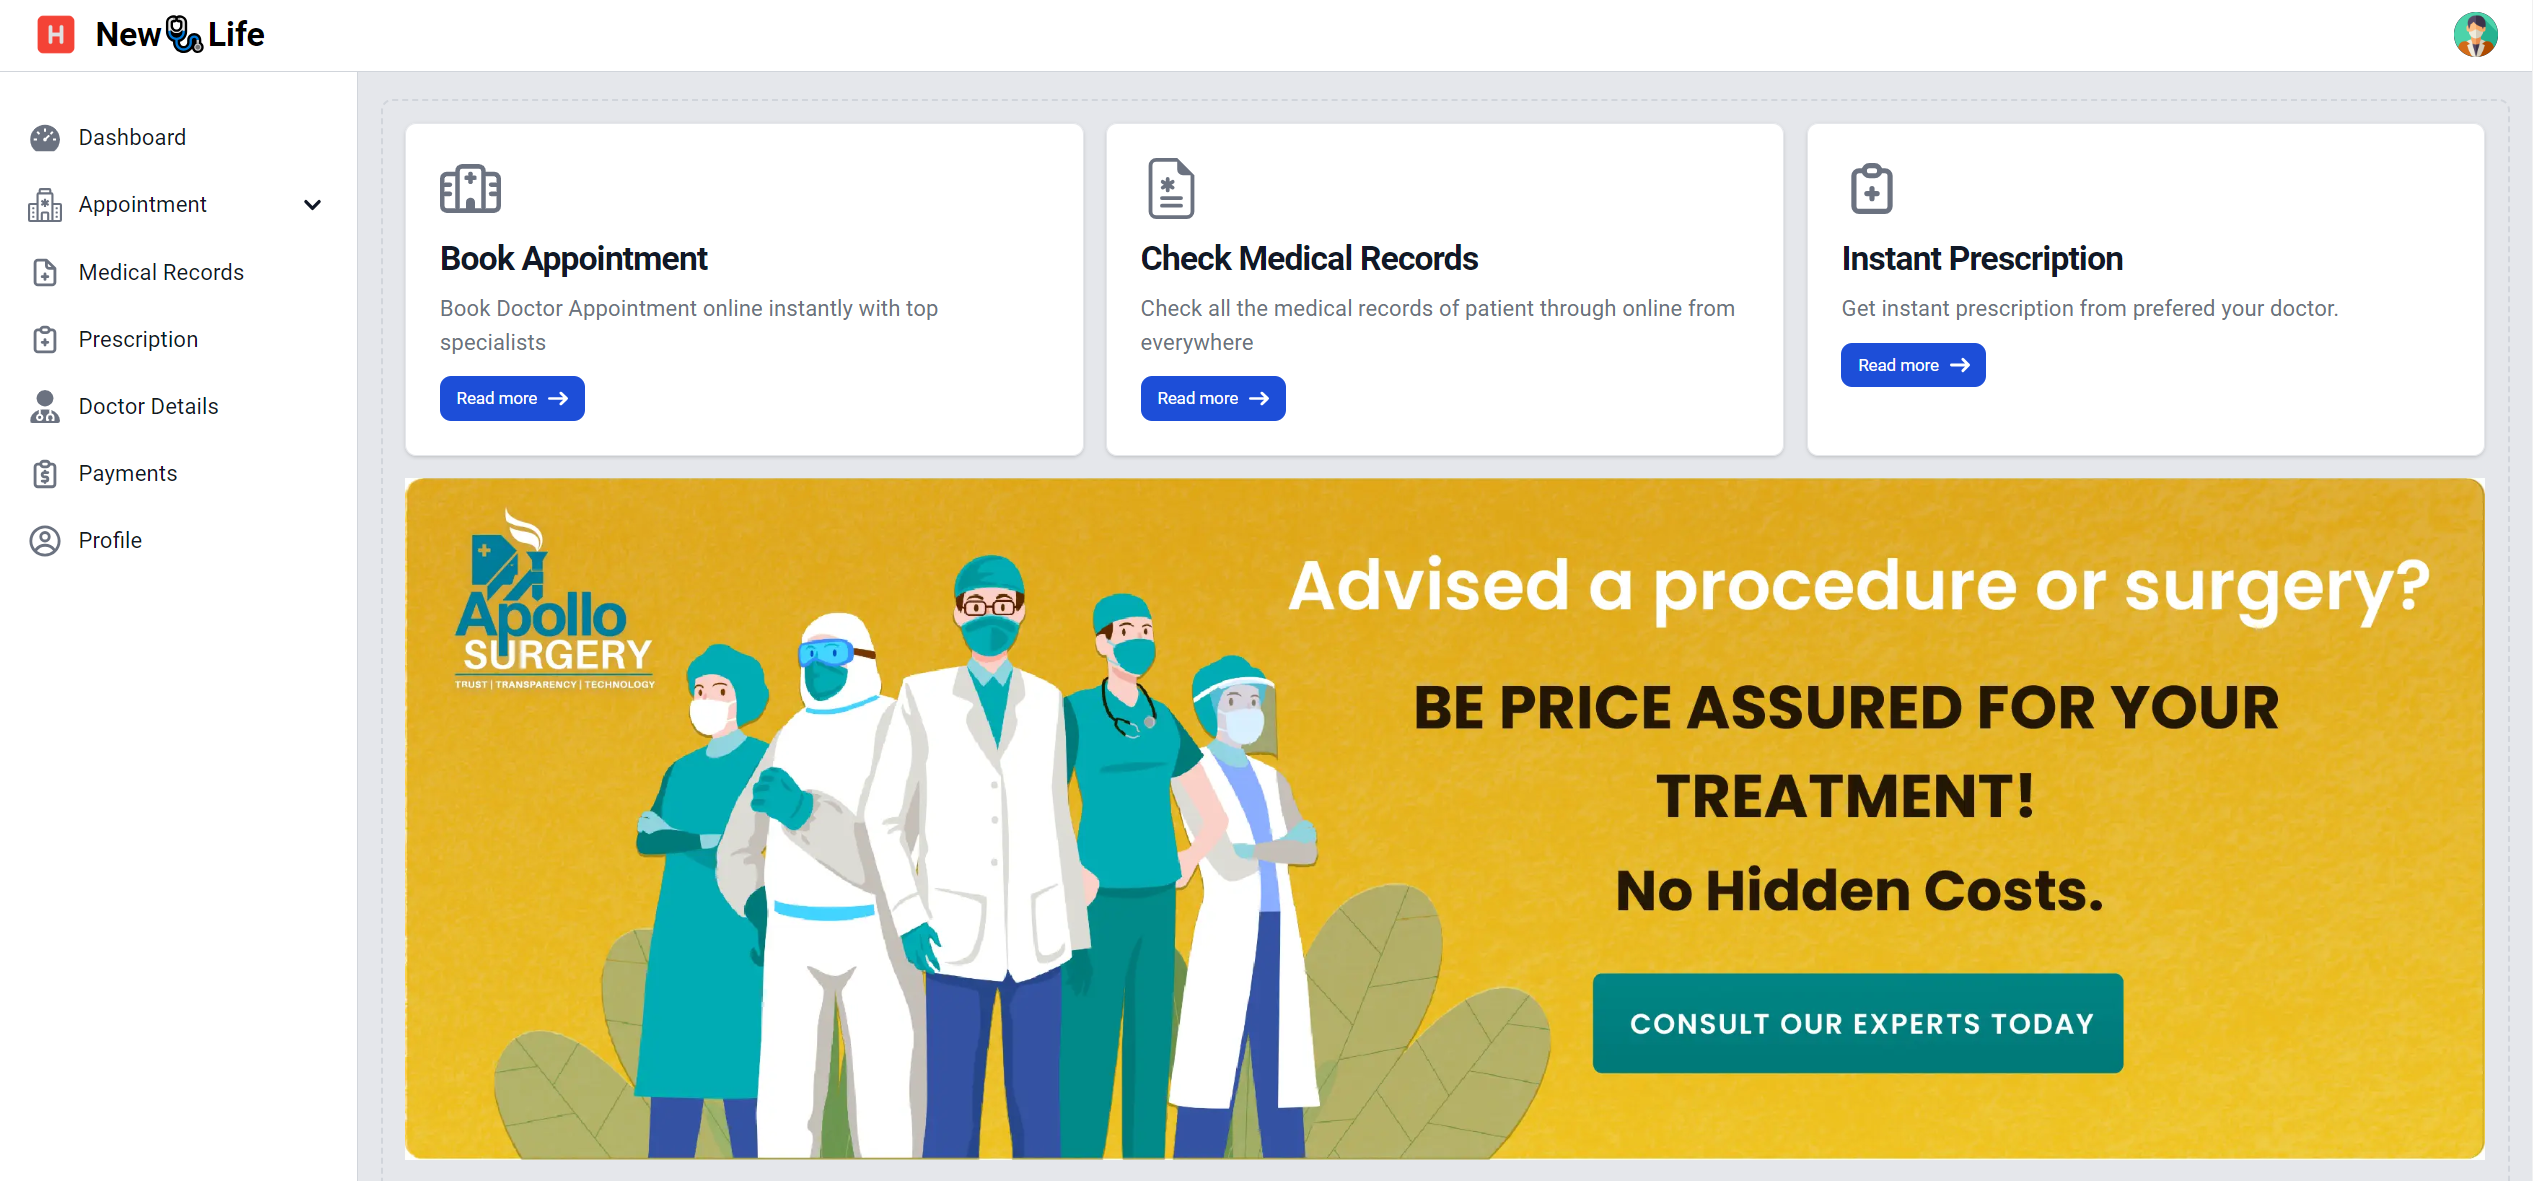 H New Life
Dashboard
Appointment
Medical Records
Prescription
Doctor Details
Payments
Profile
Book Appointment
Book Doctor Appointment online instantly with top
specialists
Read more
Check Medical Records
Check all the medical records of patient through online from
everywhere
Read more
Instant Prescription
Get instant prescription from prefered your doctor.
Read more
Apollo
SURGERY
TRUST | TRANSPARENCY | TECHNOLOGY
Advised a procedure or surgery?
BE PRICE ASSURED FOR YOUR
TREATMENT!
No Hidden Costs.
CONSULT OUR EXPERTS TODAY